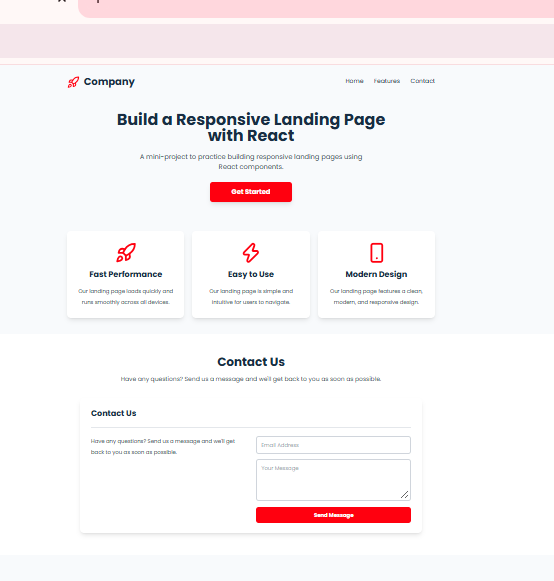 Company
Home Features Contact
Build a Responsive Landing Page
with React
A mini-project to practice building responsive landing pages using
React components.
Get Started
Fast Performance
Our landing page loads quickly and
runs smoothly across all devices.
Easy to Use
Our landing page is simple and
intuitive for users to navigate.
Modern Design
Our landing page features a clean,
modern, and responsive design.
Contact Us
Have any questions? Send us a message and we'll get back to you as soon as possible.
Contact Us
Have any questions? Send us a message and we'll get
back to you as soon as possible.
Email Address
Your Message
Send Message